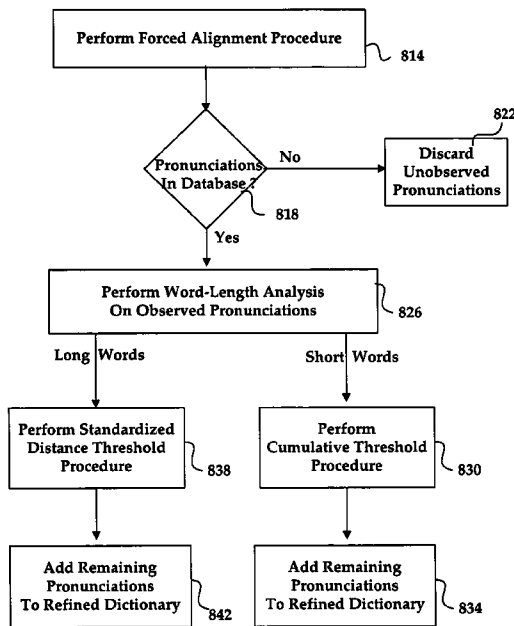 Perform Forced Alignment Procedure
814
822
Pronunciations
In Database ?
No
Discard
Unobserved
Pronunciations
818
Yes
Perform Word-Length Analysis
On Observed Pronunciations
826
Long Words
Short Words
Perform Standardized
Distance Threshold
Procedure
838
Perform
Cumulative Threshold
Procedure
830
Add Remaining
Pronunciations
To Refined Dictionary
842
Add Remaining
Pronunciations
To Refined Dictionary
834